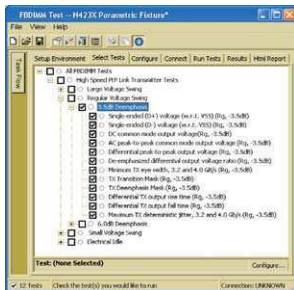 FBDIMM Test -- N4235 Parametric Fixture*
File View Help
Task Flow
Setup Environment Select Tests Configure Connect Run Tests Results Html Report
All FBDIMM Tests
High Speed PTP Link Transmitter Tests
Large Voltage Swing
Regular Voltage Swing
3.5dB Deemphasis
Single-ended (D+) voltage (w.r.t. VSS) (Rg, -3.5dB)
Single-ended (D-) voltage (w.r.t. VSS) (Rg, -3.5dB)
DC common mode output voltage(Rg, -3.5dB)
AC peak-to-peak common mode output voltage (Rg, -3.5dB)
Differential peak-to-peak output voltage (Rg, -3.5dB)
De-emphasized differential output voltage ratio (Rg, -3.5dB)
Minimum TX eye width, 3.2 and 4.0 Gb/s (Rg, -3.5dB)
TX Transition Mask (Rg, -3.5dB)
TX Deemphasis Mask (Rg, -3.5dB)
Differential TX output rise time (Rg, -3.5dB)
Differential TX output fall time (Rg, -3.5dB)
Maximum TX deterministic jitter, 3.2 and 4.0 Gb/s (Rg, -3.5dB)
6.0dB Deemphasis
Small Voltage Swing
Electrical Idle
Test: (None Selected)
Configure...
12 Tests Check the test(s) you would like to run Connection: UNKNOWN